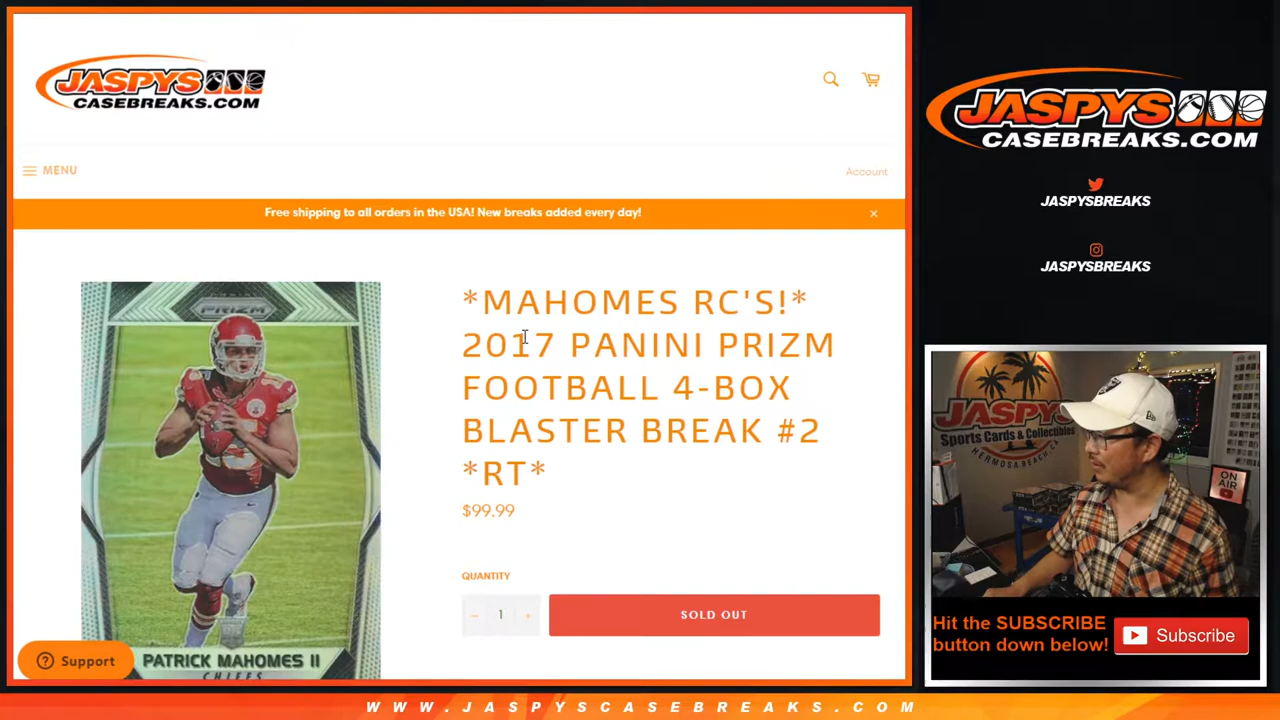 JASPYS
CASEBREAKS.COM
MENU
Account
Free shipping to all orders in the USA! New breaks added every day!
×
PANINI
PRIZM
PATRICK MAHOMES II
CHIEFS
*MAHOMES RC'S!*
2017 PANINI PRIZM
FOOTBALL 4-BOX
BLASTER BREAK #2
*RT*
$99.99
QUANTITY
− 1 +
SOLD OUT
Support
JASPYS
CASEBREAKS.COM
JASPYSBREAKS
JASPYSBREAKS
JASPYS
Sports Cards & Collectibles
HERMOSA BEACH, CA
ON AIR
Hit the SUBSCRIBE
button down below!
Subscribe
WWW.JASPYSCASEBREAKS.COM